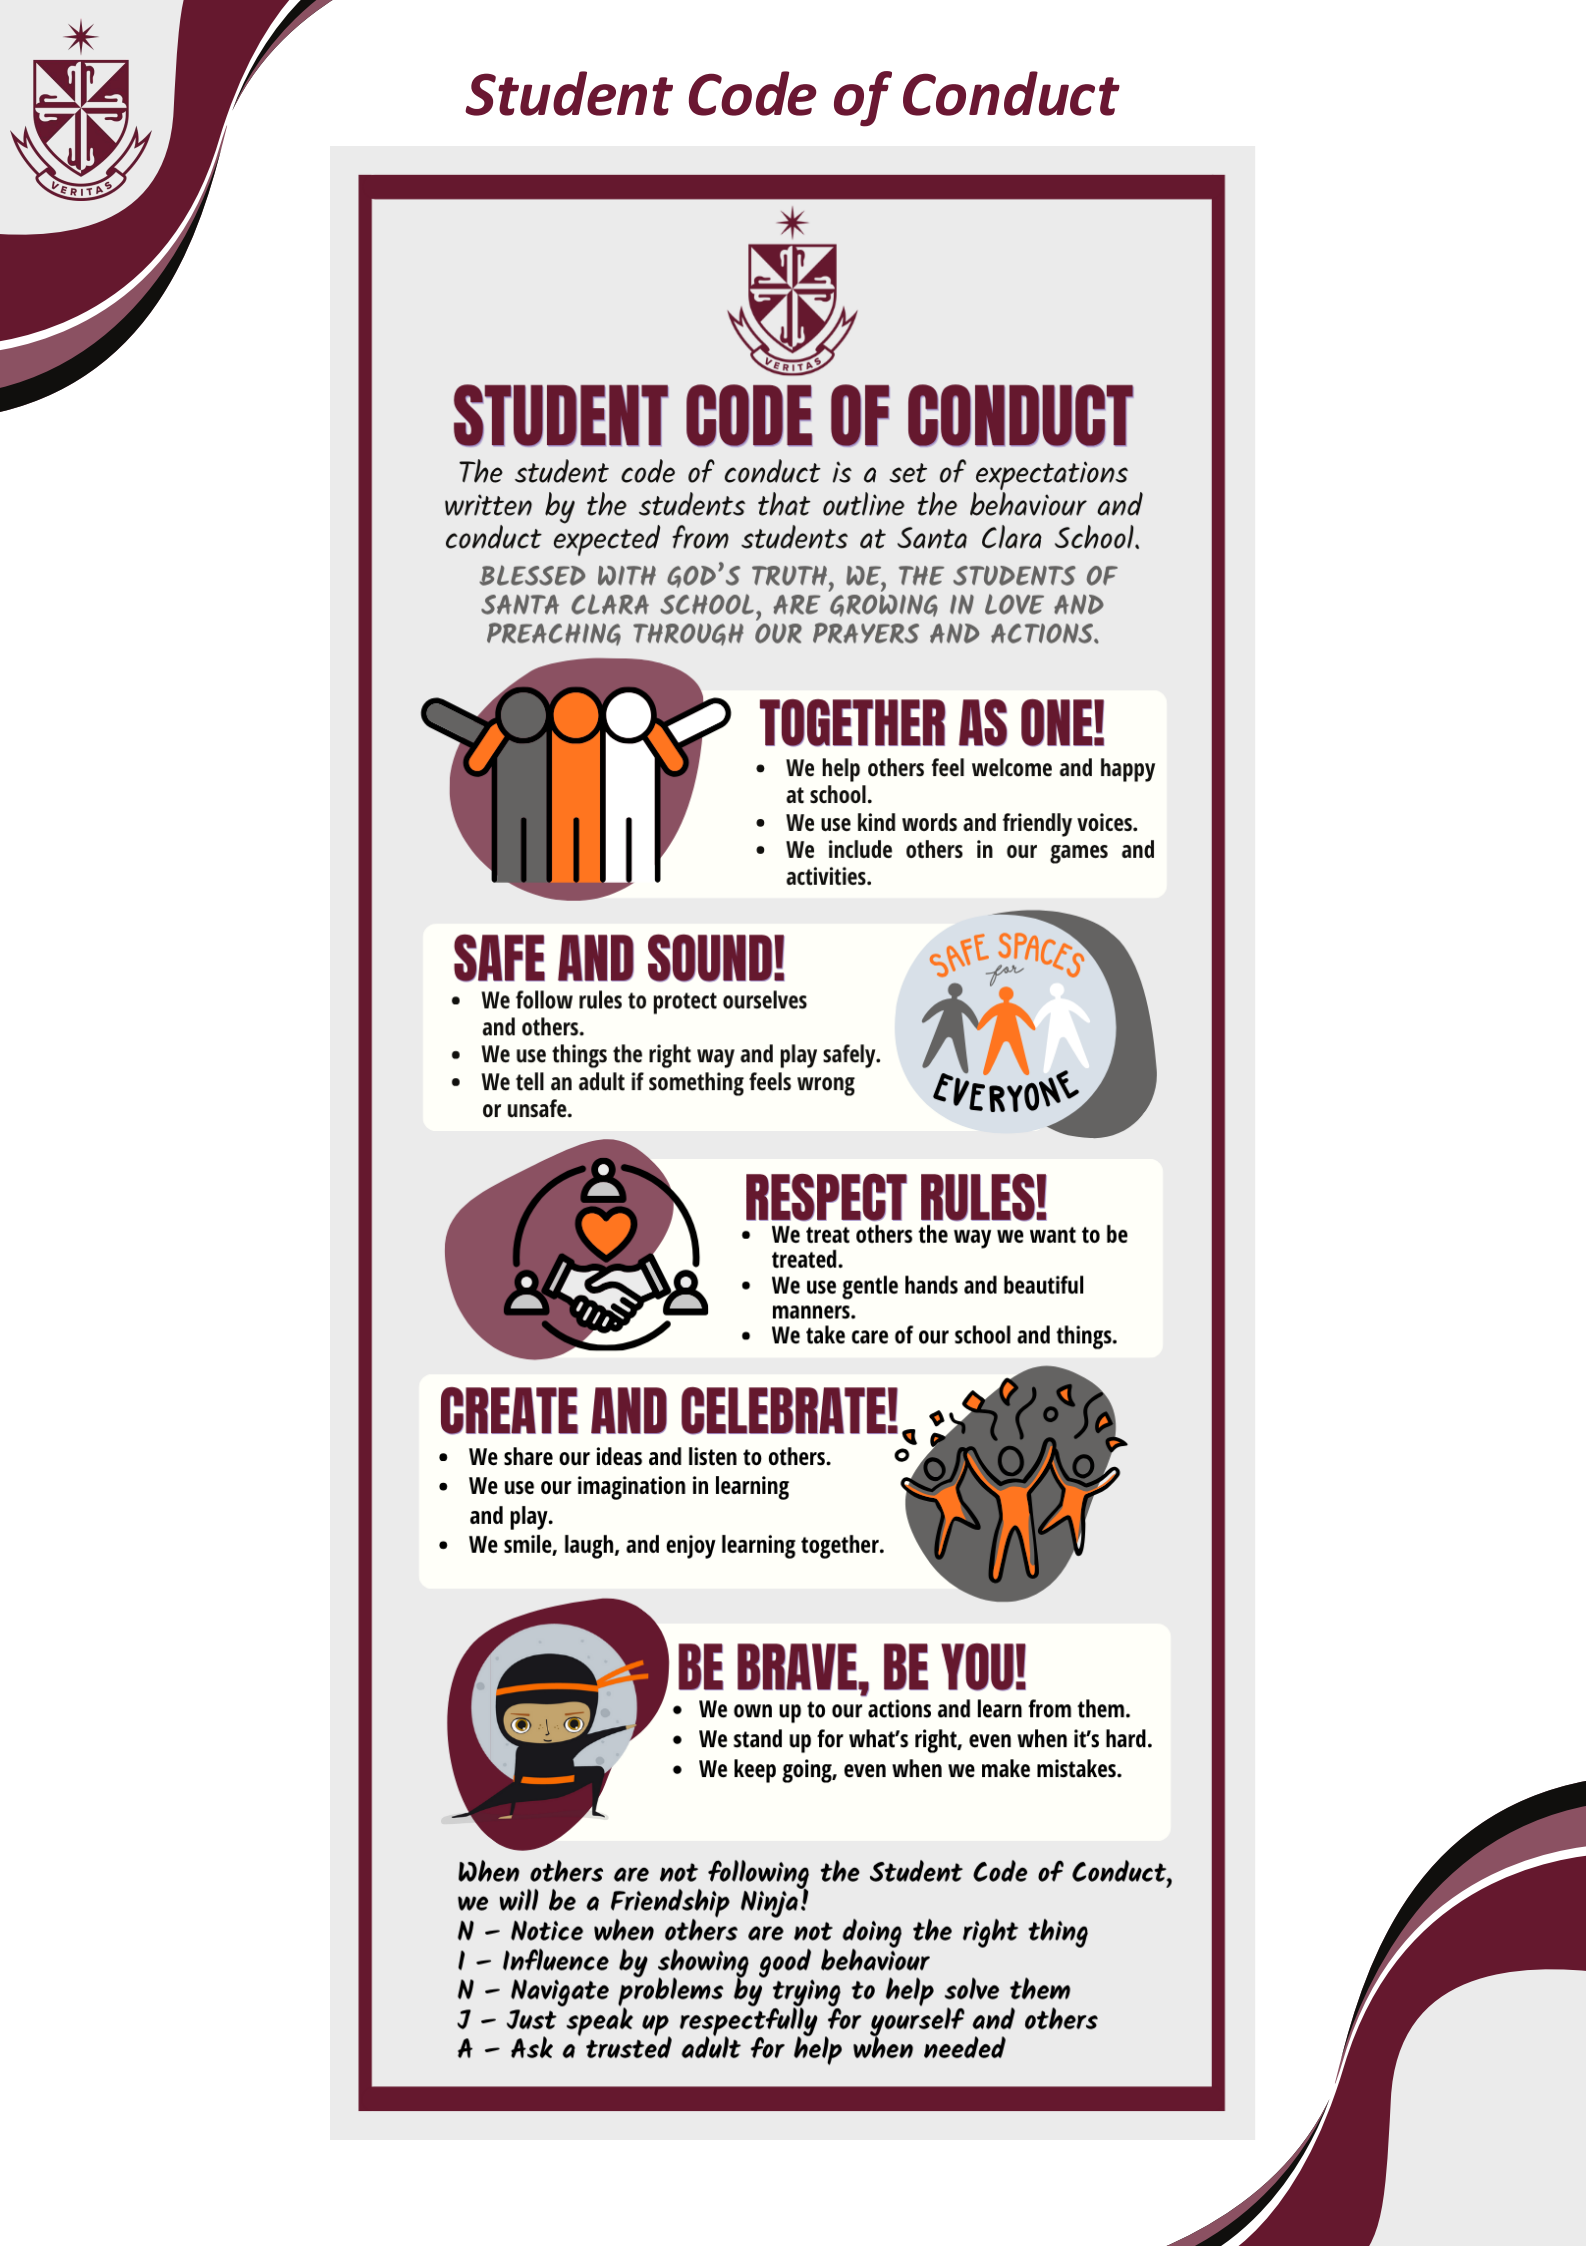 VERITAS
Student Code of Conduct
VERITAS
STUDENT CODE OF CONDUCT
The student code of conduct is a set of expectations
written by the students that outline the behaviour and
conduct expected from students at Santa Clara School.
BLESSED WITH GOD'S TRUTH, WE, THE STUDENTS OF
SANTA CLARA SCHOOL, ARE GROWING IN LOVE AND
PREACHING THROUGH OUR PRAYERS AND ACTIONS.
TOGETHER AS ONE!
• We help others feel welcome and happy
at school.
• We use kind words and friendly voices.
• We include others in our games and
activities.
SAFE AND SOUND!
• We follow rules to protect ourselves
and others.
• We use things the right way and play safely.
• We tell an adult if something feels wrong
or unsafe.
SAFE SPACES
for
EVERYONE
RESPECT RULES!
• We treat others the way we want to be
treated.
• We use gentle hands and beautiful
manners.
• We take care of our school and things.
CREATE AND CELEBRATE!
• We share our ideas and listen to others.
• We use our imagination in learning
and play.
• We smile, laugh, and enjoy learning together.
BE BRAVE, BE YOU!
• We own up to our actions and learn from them.
• We stand up for what's right, even when it's hard.
• We keep going, even when we make mistakes.
When others are not following the Student Code of Conduct,
we will be a Friendship Ninja!
N – Notice when others are not doing the right thing
I – Influence by showing good behaviour
N – Navigate problems by trying to help solve them
J – Just speak up respectfully for yourself and others
A – Ask a trusted adult for help when needed